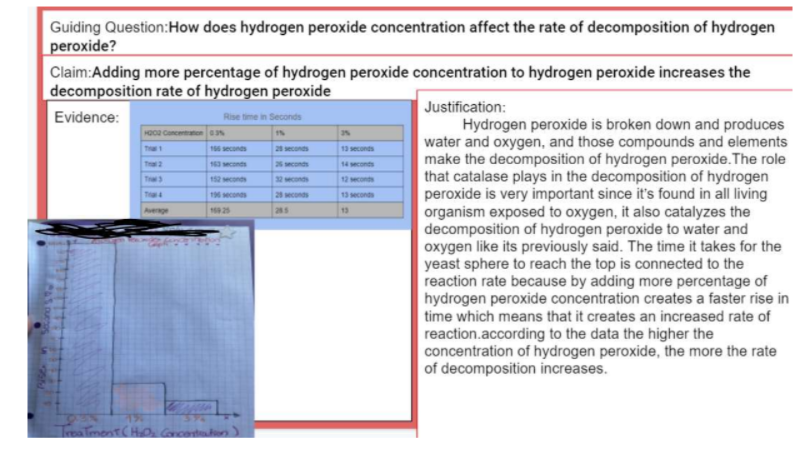 Guiding Question:How does hydrogen peroxide concentration affect the rate of decomposition of hydrogen
peroxide?
Claim:Adding more percentage of hydrogen peroxide concentration to hydrogen peroxide increases the
decomposition rate of hydrogen peroxide
Evidence:
Rise time in Seconds
H2O2 Concentration 0.3% 1% 3%
Trial 1 166 seconds 28 seconds 13 seconds
Trial 2 163 seconds 26 seconds 14 seconds
Trial 3 152 seconds 32 seconds 12 seconds
Trial 4 196 seconds 28 seconds 13 seconds
Average 169.25 28.5 13
Treatment (H2O2 Concentration)
Justification:
Hydrogen peroxide is broken down and produces
water and oxygen, and those compounds and elements
make the decomposition of hydrogen peroxide.The role
that catalase plays in the decomposition of hydrogen
peroxide is very important since it's found in all living
organism exposed to oxygen, it also catalyzes the
decomposition of hydrogen peroxide to water and
oxygen like its previously said. The time it takes for the
yeast sphere to reach the top is connected to the
reaction rate because by adding more percentage of
hydrogen peroxide concentration creates a faster rise in
time which means that it creates an increased rate of
reaction.according to the data the higher the
concentration of hydrogen peroxide, the more the rate
of decomposition increases.